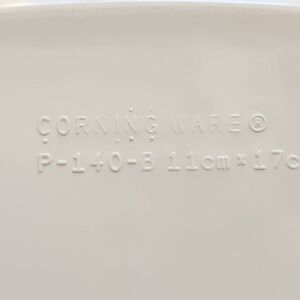 CORNING WARE®
P-140-B 11cm × 17c